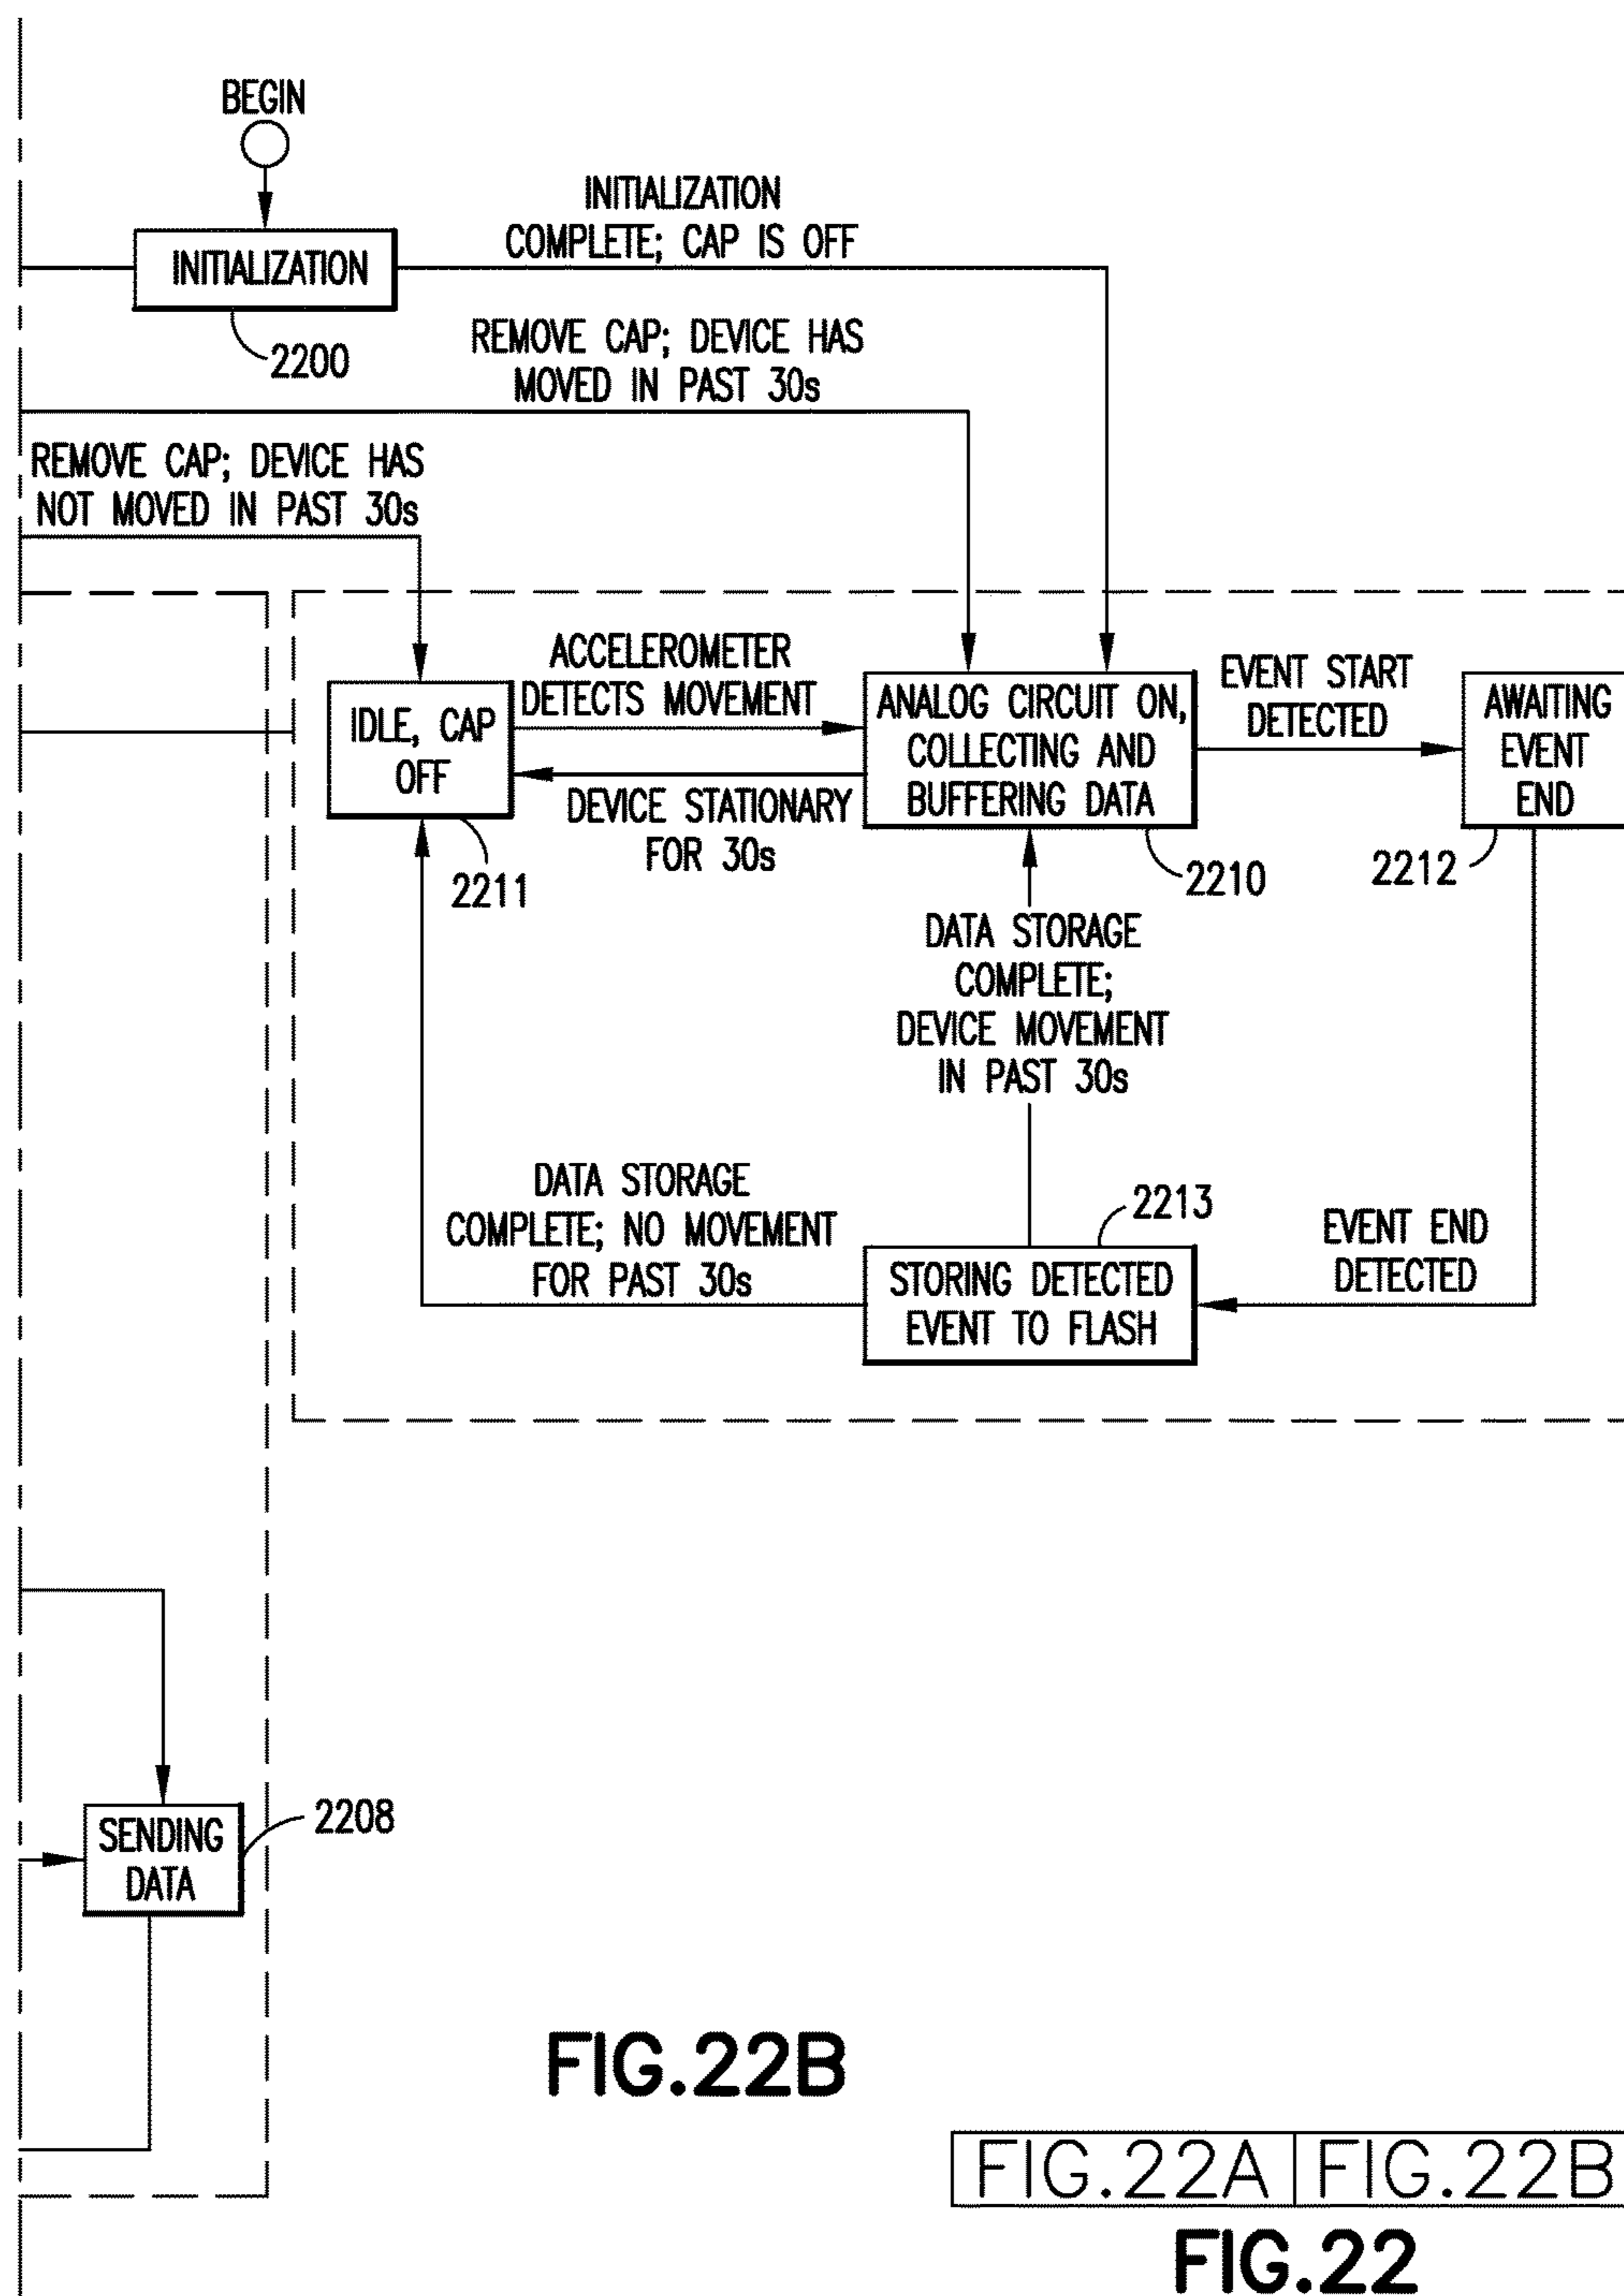 BEGIN
INITIALIZATION
2200
INITIALIZATION
COMPLETE; CAP IS OFF
REMOVE CAP; DEVICE HAS
MOVED IN PAST 30s
REMOVE CAP; DEVICE HAS
NOT MOVED IN PAST 30s
IDLE, CAP
OFF
2211
ACCELEROMETER
DETECTS MOVEMENT
DEVICE STATIONARY
FOR 30s
ANALOG CIRCUIT ON,
COLLECTING AND
BUFFERING DATA
2210
EVENT START
DETECTED
AWAITING
EVENT
END
2212
DATA STORAGE
COMPLETE;
DEVICE MOVEMENT
IN PAST 30s
DATA STORAGE
COMPLETE; NO MOVEMENT
FOR PAST 30s
2213
STORING DETECTED
EVENT TO FLASH
EVENT END
DETECTED
SENDING
DATA
2208
FIG.22B
FIG.22A FIG.22B
FIG.22